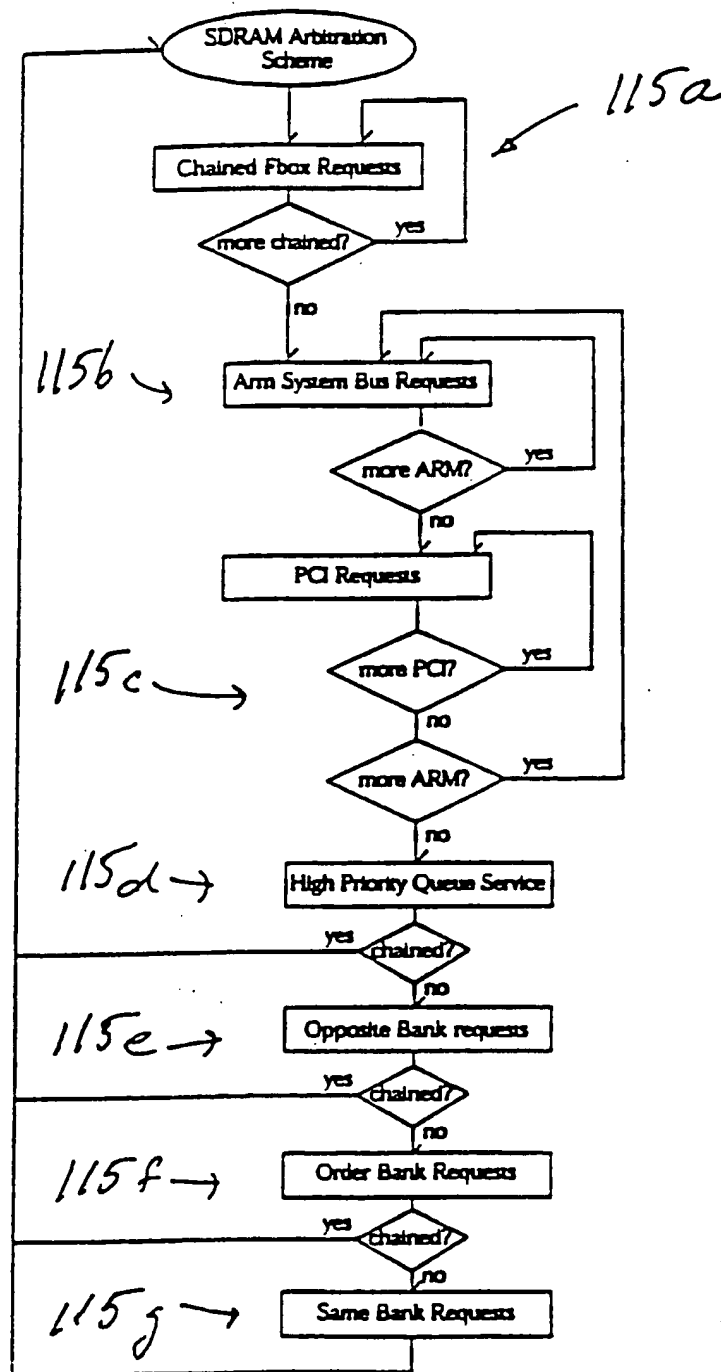 SDRAM Arbitration
Scheme
115a
Chained Fbox Requests
more chained?
yes
no
115b
Arm System Bus Requests
more ARM?
yes
no
PCI Requests
115c
more PCI?
yes
no
more ARM?
yes
no
115d
High Priority Queue Service
yes
chained?
no
115e
Opposite Bank requests
yes
chained?
no
115f
Order Bank Requests
yes
chained?
no
115g
Same Bank Requests